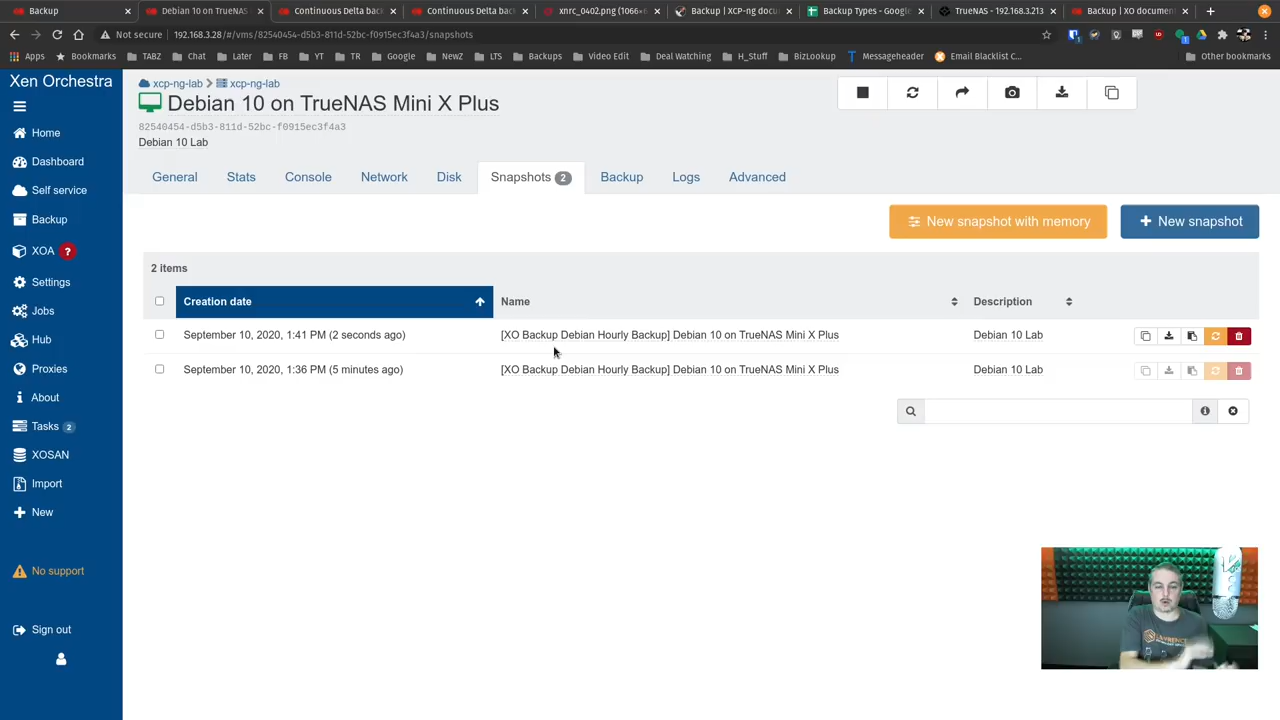 Backup
Debian 10 on TrueNAS
Continuous Delta back
Continuous Delta back
xnrc_0402.png (1066×6
Backup | XCP-ng docu
Backup Types - Google
TrueNAS - 192.168.3.213
Backup | XO document
Not secure
192.168.3.28/#/vms/82540454-d5b3-811d-52bc-f0915ec3f4a3/snapshots
Apps
Bookmarks
TABZ
Chat
Later
FB
YT
TR
Google
NewZ
LTS
Backups
Video Edit
Deal Watching
H_Stuff
BizLookup
Messageheader
Email Blacklist C...
Other bookmarks
Xen Orchestra
Home
Dashboard
Self service
Backup
XOA ?
Settings
Jobs
Hub
Proxies
About
Tasks 2
XOSAN
Import
New
No support
Sign out
xcp-ng-lab
xcp-ng-lab
Debian 10 on TrueNAS Mini X Plus
82540454-d5b3-811d-52bc-f0915ec3f4a3
Debian 10 Lab
General
Stats
Console
Network
Disk
Snapshots 2
Backup
Logs
Advanced
New snapshot with memory
New snapshot
2 items
Creation date
Name
Description
September 10, 2020, 1:41 PM (2 seconds ago)
[XO Backup Debian Hourly Backup] Debian 10 on TrueNAS Mini X Plus
Debian 10 Lab
September 10, 2020, 1:36 PM (5 minutes ago)
[XO Backup Debian Hourly Backup] Debian 10 on TrueNAS Mini X Plus
Debian 10 Lab